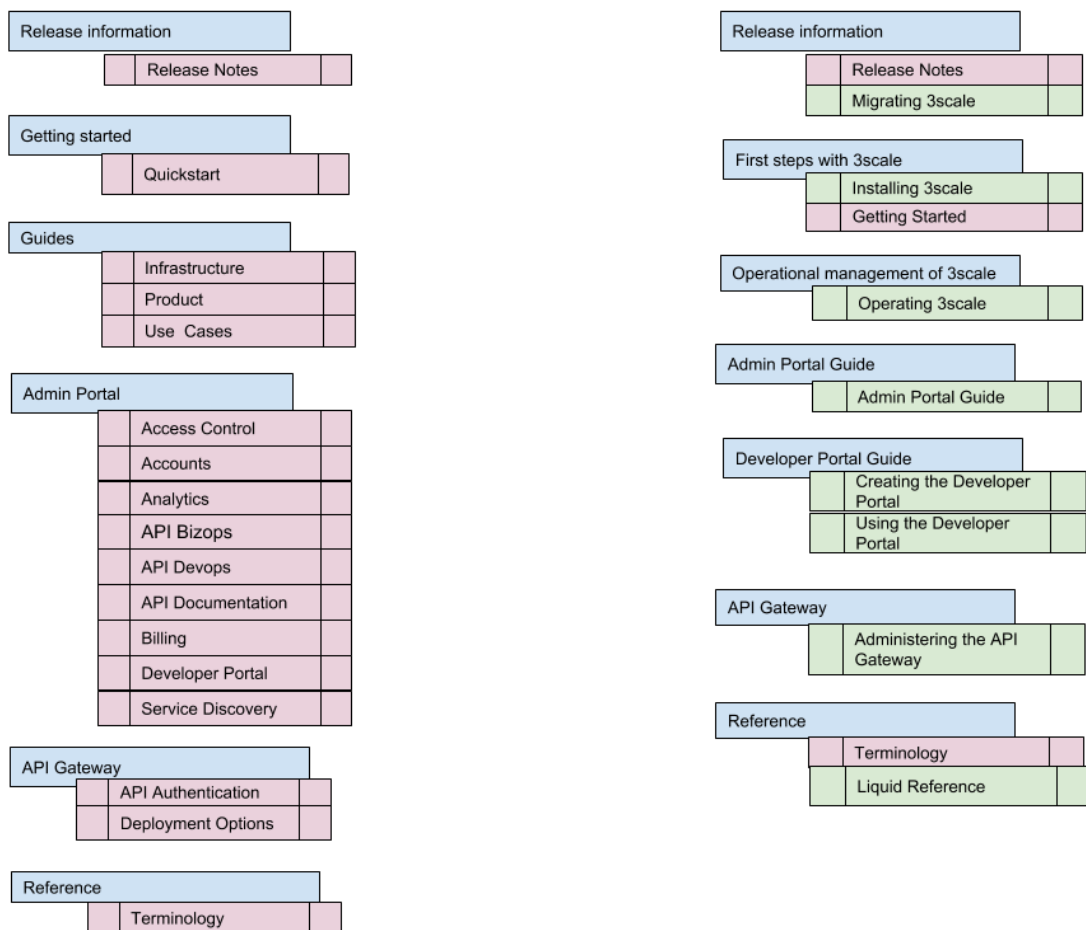 Release information
Release Notes
Getting started
Quickstart
Guides
Infrastructure
Product
Use Cases
Admin Portal
Access Control
Accounts
Analytics
API Bizops
API Devops
API Documentation
Billing
Developer Portal
Service Discovery
API Gateway
API Authentication
Deployment Options
Reference
Terminology
Release information
Release Notes
Migrating 3scale
First steps with 3scale
Installing 3scale
Getting Started
Operational management of 3scale
Operating 3scale
Admin Portal Guide
Admin Portal Guide
Developer Portal Guide
Creating the Developer
Portal
Using the Developer
Portal
API Gateway
Administering the API
Gateway
Reference
Terminology
Liquid Reference